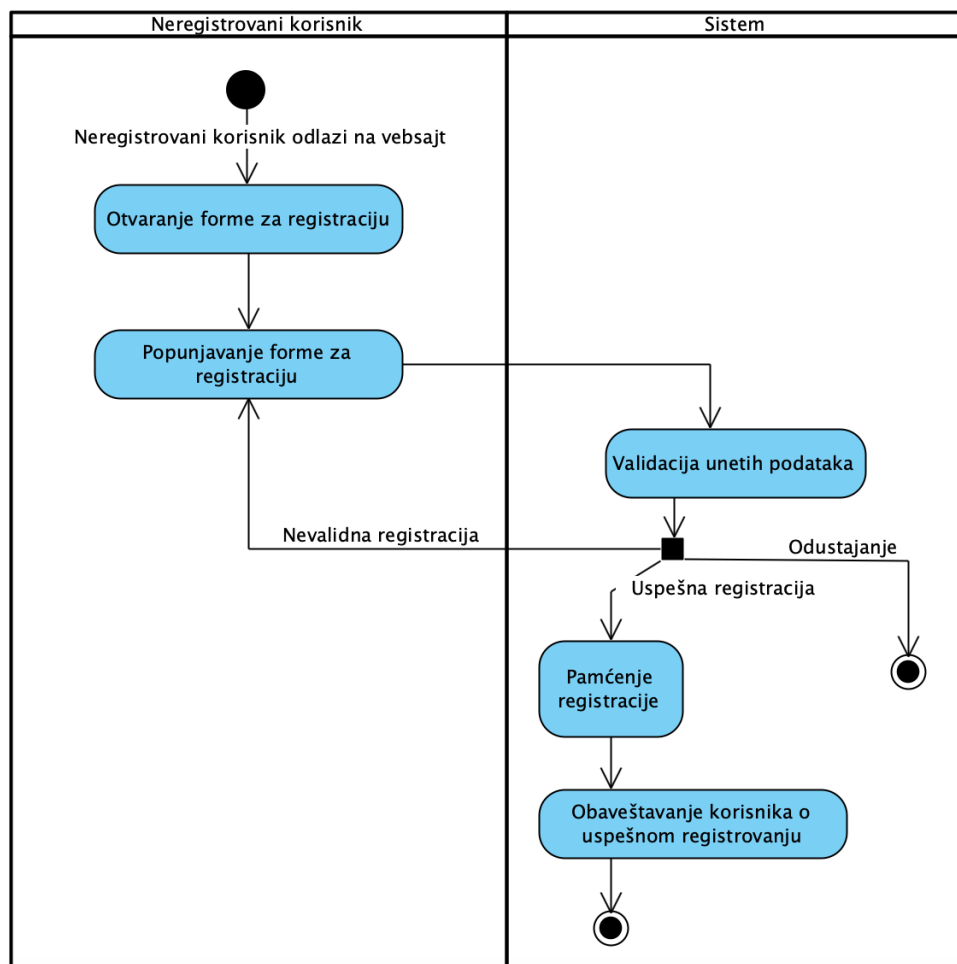 Neregistrovani korisnik
Sistem
Neregistrovani korisnik odlazi na vebsajt
Otvaranje forme za registraciju
Popunjavanje forme za
registraciju
Validacija unetih podataka
Nevalidna registracija
Odustajanje
Uspešna registracija
Pamćenje
registracije
Obaveštavanje korisnika o
uspešnom registrovanju